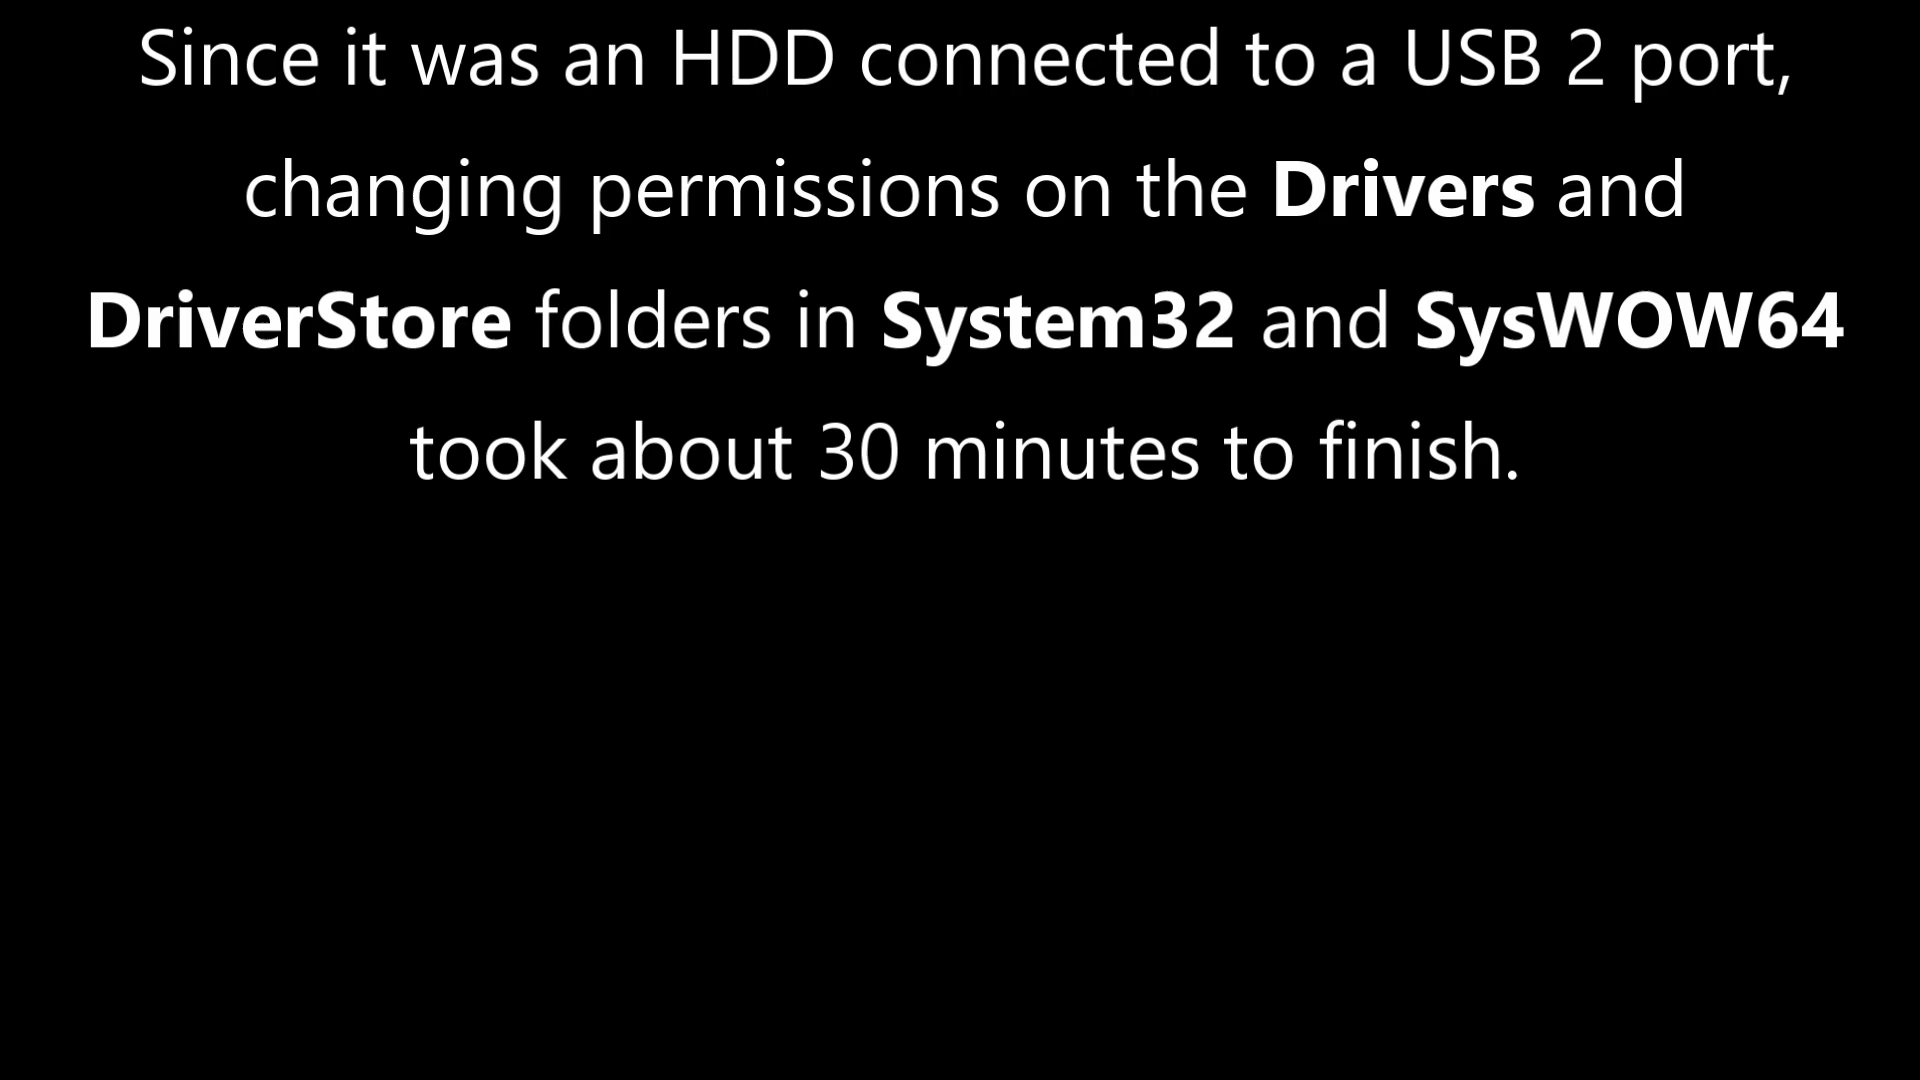 Since it was an HDD connected to a USB 2 port,
changing permissions on the Drivers and
DriverStore folders in System32 and SysWOW64
took about 30 minutes to finish.